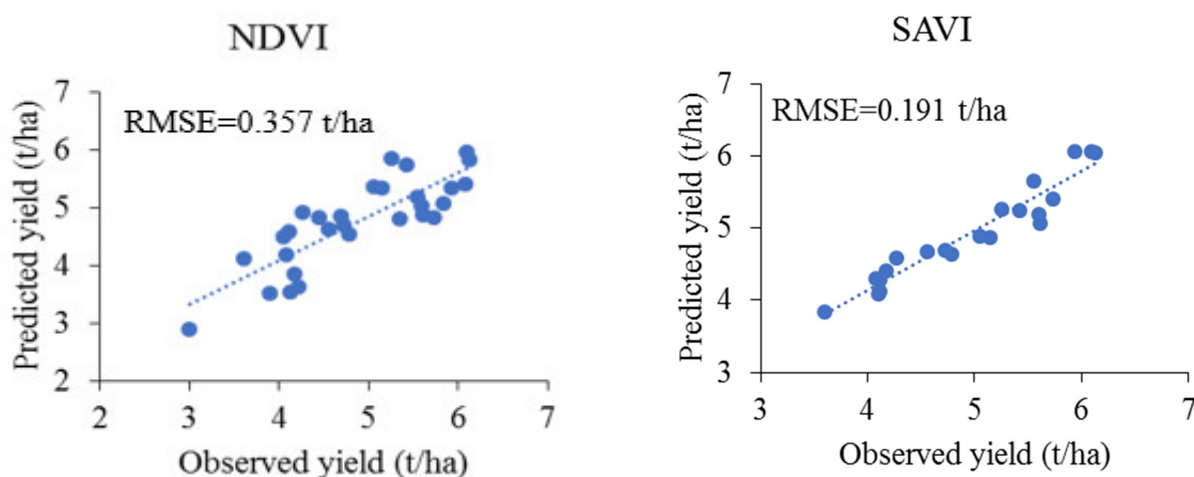 NDVI
RMSE=0.357 t/ha
Predicted yield (t/ha)
7
6
5
4
3
2
2 3 4 5 6 7
Observed yield (t/ha)
SAVI
RMSE=0.191 t/ha
Predicted yield (t/ha)
7
6
5
4
3
3 4 5 6 7
Observed yield (t/ha)